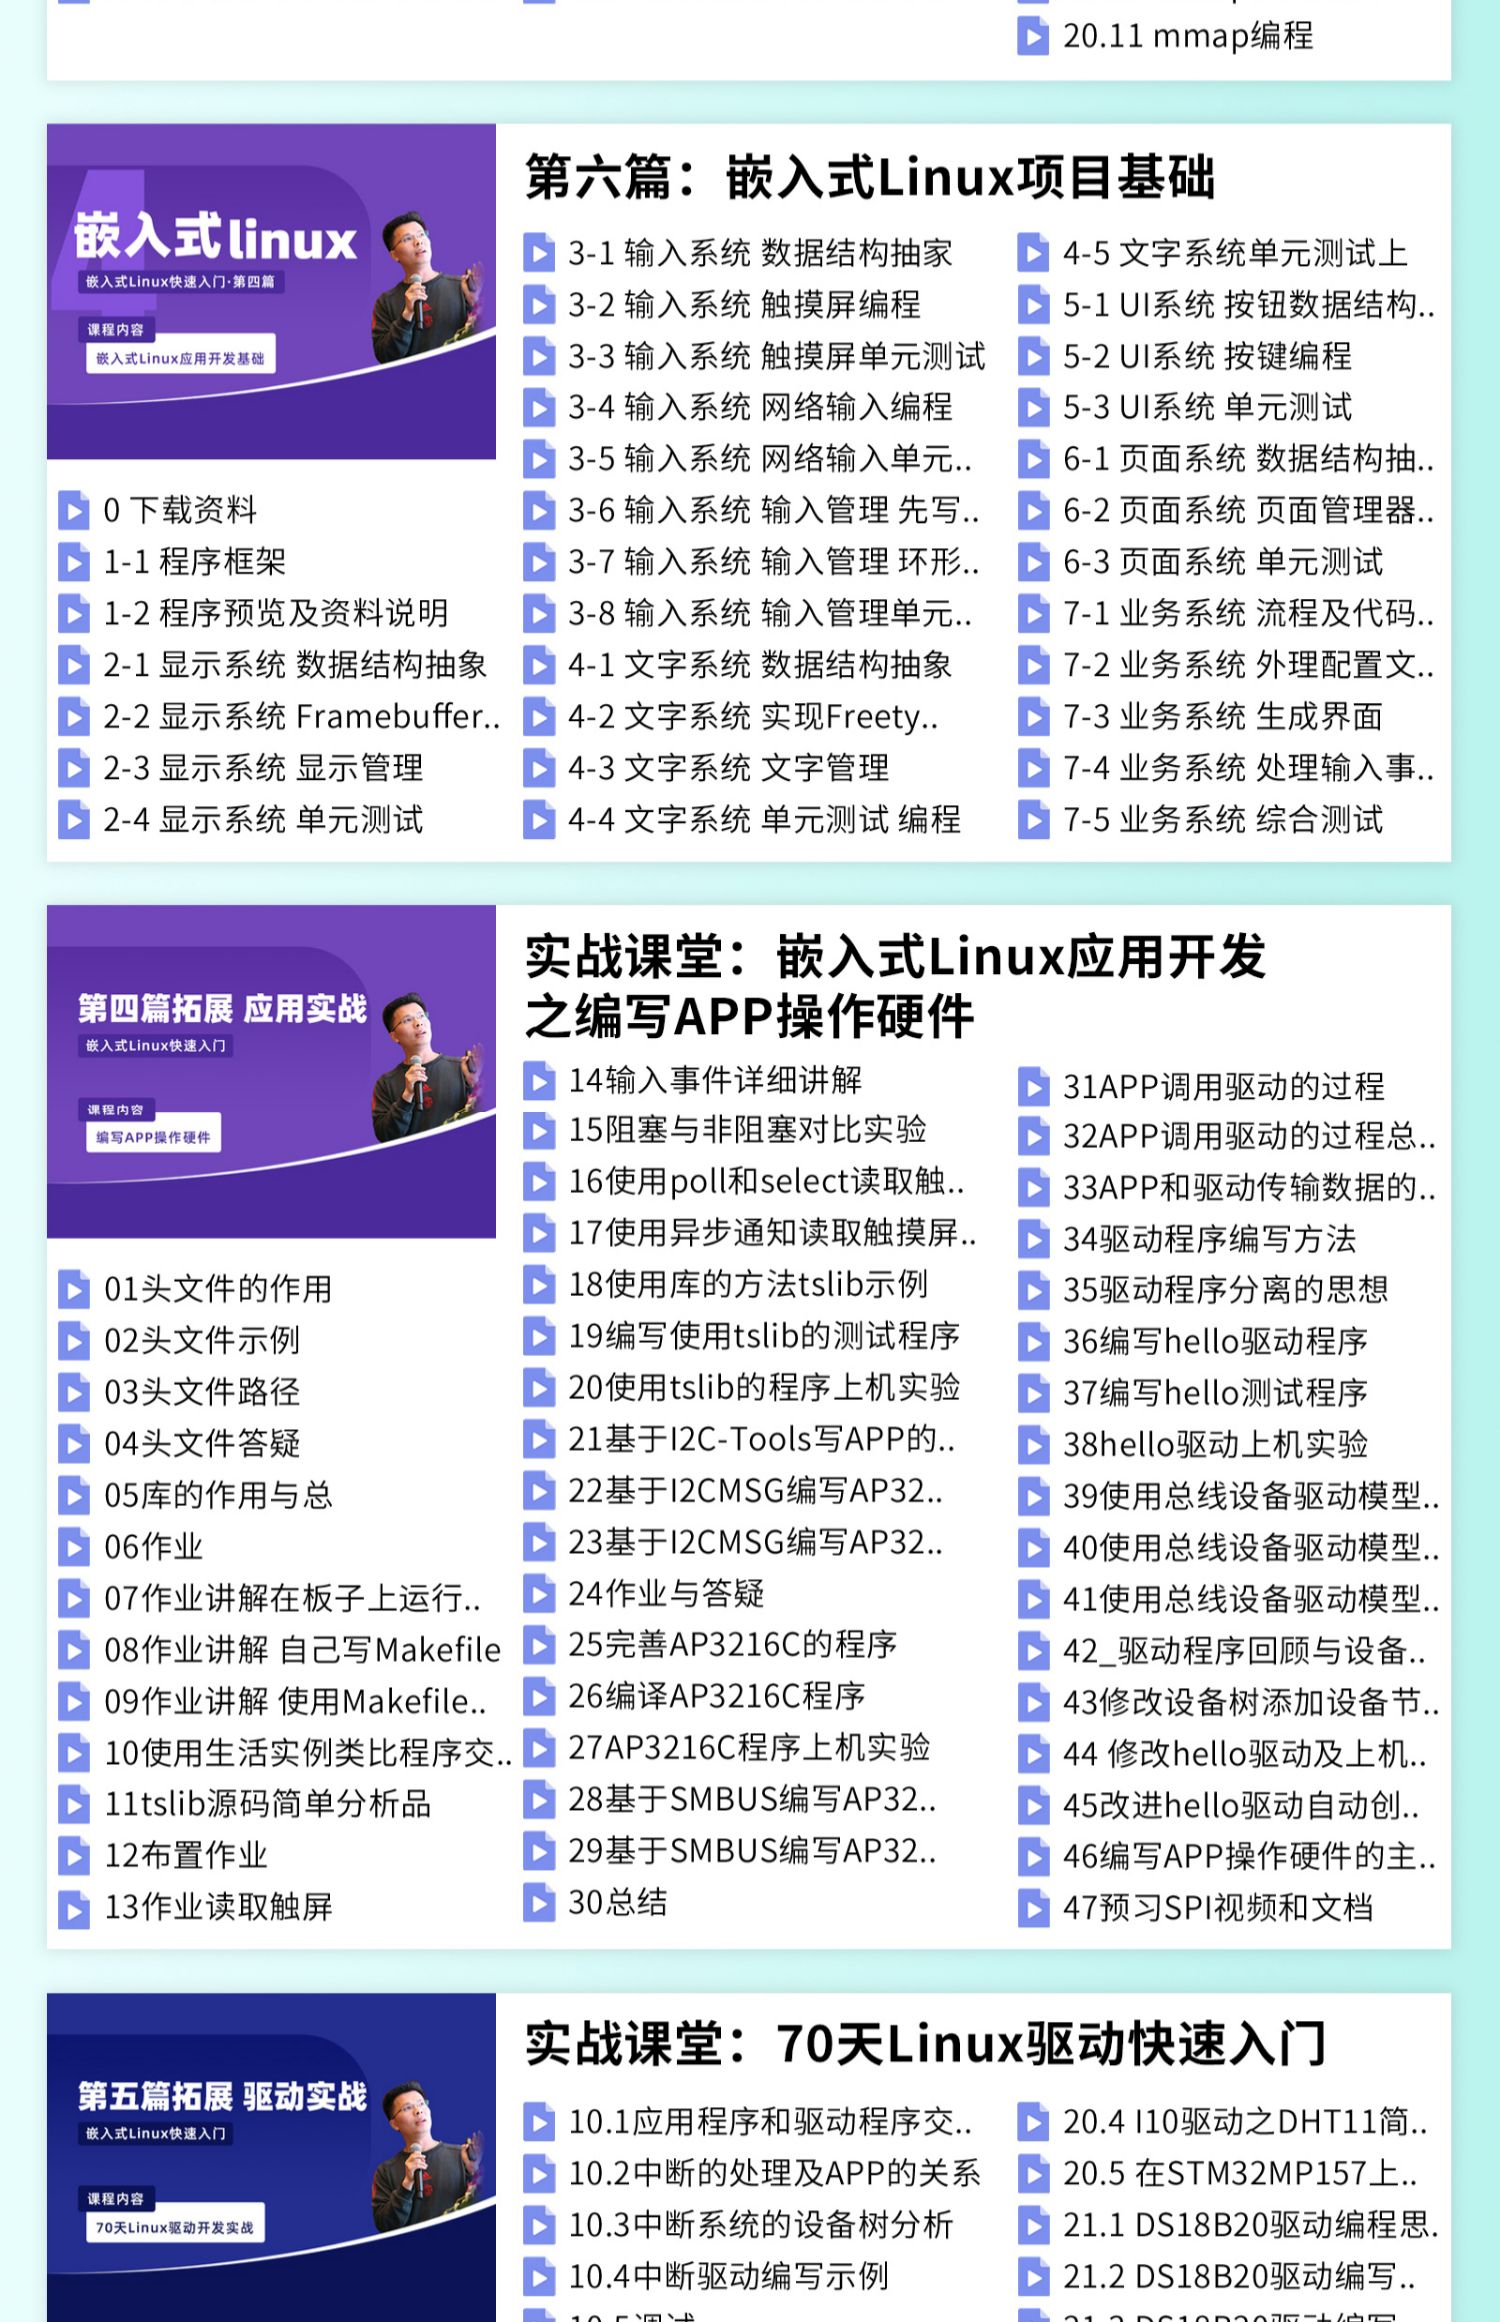 20.11 mmap编程
4
嵌入式linux
嵌入式Linux快速入门·第四篇
课程内容
嵌入式Linux应用开发基础
0 下载资料
1-1 程序框架
1-2 程序预览及资料说明
2-1 显示系统 数据结构抽象
2-2 显示系统 Framebuffer..
2-3 显示系统 显示管理
2-4 显示系统 单元测试
第六篇：嵌入式Linux项目基础
3-1 输入系统 数据结构抽家
3-2 输入系统 触摸屏编程
3-3 输入系统 触摸屏单元测试
3-4 输入系统 网络输入编程
3-5 输入系统 网络输入单元..
3-6 输入系统 输入管理 先写..
3-7 输入系统 输入管理 环形..
3-8 输入系统 输入管理单元..
4-1 文字系统 数据结构抽象
4-2 文字系统 实现Freety..
4-3 文字系统 文字管理
4-4 文字系统 单元测试 编程
4-5 文字系统单元测试上
5-1 UI系统 按钮数据结构..
5-2 UI系统 按键编程
5-3 UI系统 单元测试
6-1 页面系统 数据结构抽..
6-2 页面系统 页面管理器..
6-3 页面系统 单元测试
7-1 业务系统 流程及代码..
7-2 业务系统 外理配置文..
7-3 业务系统 生成界面
7-4 业务系统 处理输入事..
7-5 业务系统 综合测试
第四篇拓展 应用实战
嵌入式Linux快速入门
课程内容
编写APP操作硬件
01头文件的作用
02头文件示例
03头文件路径
04头文件答疑
05库的作用与总
06作业
07作业讲解在板子上运行..
08作业讲解 自己写Makefile
09作业讲解 使用Makefile..
10使用生活实例类比程序交..
11tslib源码简单分析品
12布置作业
13作业读取触屏
实战课堂：嵌入式Linux应用开发
之编写APP操作硬件
14输入事件详细讲解
15阻塞与非阻塞对比实验
16使用poll和select读取触..
17使用异步通知读取触摸屏..
18使用库的方法tslib示例
19编写使用tslib的测试程序
20使用tslib的程序上机实验
21基于I2C-Tools写APP的..
22基于I2CMSG编写AP32..
23基于I2CMSG编写AP32..
24作业与答疑
25完善AP3216C的程序
26编译AP3216C程序
27AP3216C程序上机实验
28基于SMBUS编写AP32..
29基于SMBUS编写AP32..
30总结
31APP调用驱动的过程
32APP调用驱动的过程总..
33APP和驱动传输数据的..
34驱动程序编写方法
35驱动程序分离的思想
36编写hello驱动程序
37编写hello测试程序
38hello驱动上机实验
39使用总线设备驱动模型..
40使用总线设备驱动模型..
41使用总线设备驱动模型..
42_驱动程序回顾与设备..
43修改设备树添加设备节..
44 修改hello驱动及上机..
45改进hello驱动自动创..
46编写APP操作硬件的主..
47预习SPI视频和文档
第五篇拓展 驱动实战
嵌入式Linux快速入门
课程内容
70天Linux驱动开发实战
实战课堂：70天Linux驱动快速入门
10.1应用程序和驱动程序交..
10.2中断的处理及APP的关系
10.3中断系统的设备树分析
10.4中断驱动编写示例
20.4 I10驱动之DHT11简..
20.5 在STM32MP157上..
21.1 DS18B20驱动编程思.
21.2 DS18B20驱动编写..